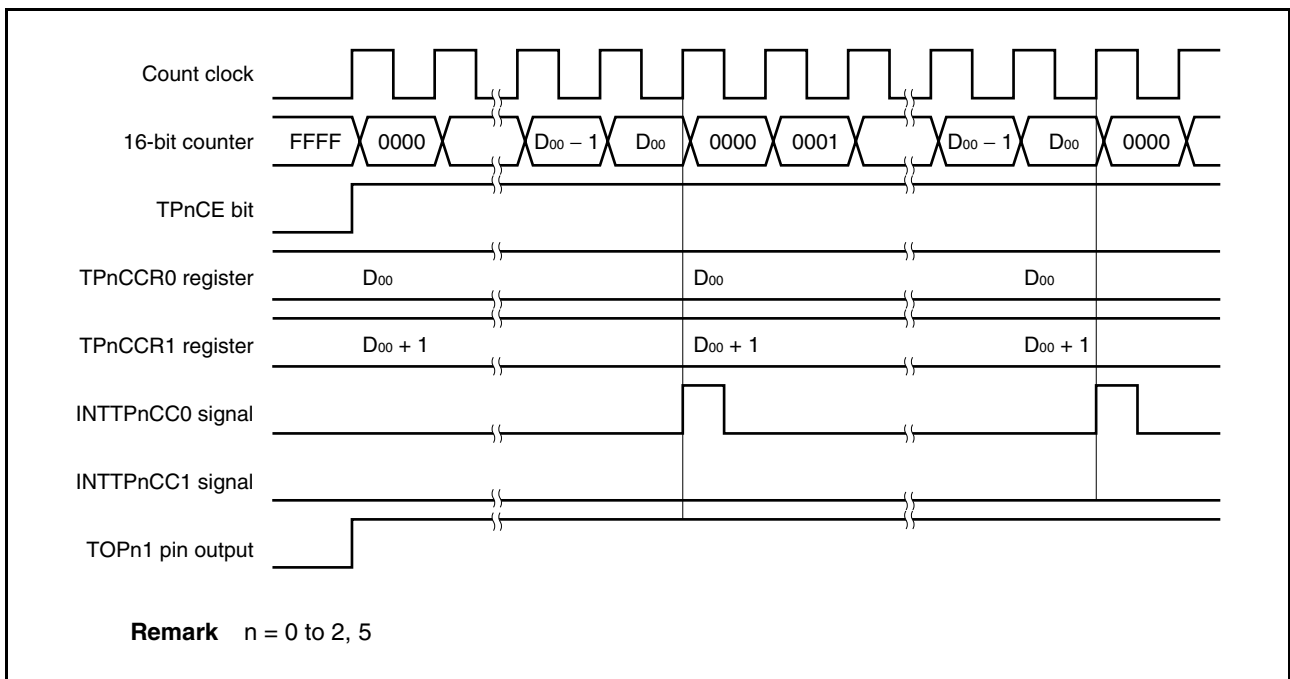 Count clock
16-bit counter FFFF 0000 D₀₀ − 1 D₀₀ 0000 0001 D₀₀ − 1 D₀₀ 0000
TPnCE bit
TPnCCR0 register D₀₀ D₀₀ D₀₀
TPnCCR1 register D₀₀ + 1 D₀₀ + 1 D₀₀ + 1
INTTPnCC0 signal
INTTPnCC1 signal
TOPn1 pin output
Remark n = 0 to 2, 5